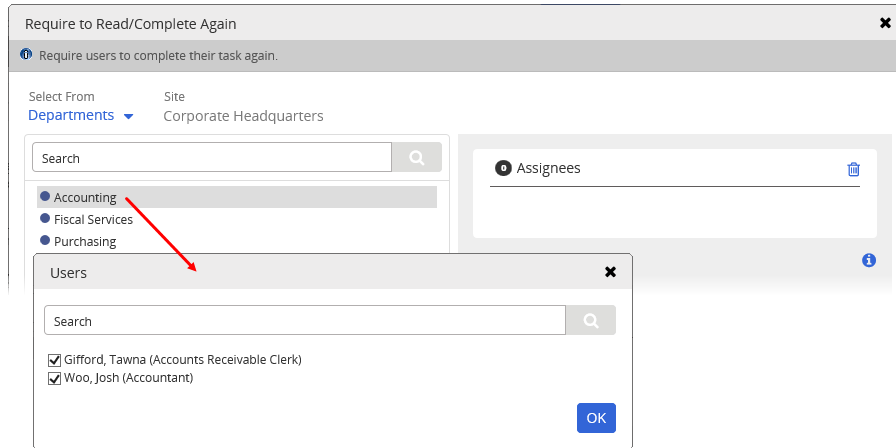 Require to Read/Complete Again
Require users to complete their task again.
Select From
Site
Departments
Corporate Headquarters
Search
0 Assignees
Accounting
Fiscal Services
Purchasing
Users
Search
Gifford, Tawna (Accounts Receivable Clerk)
Woo, Josh (Accountant)
OK